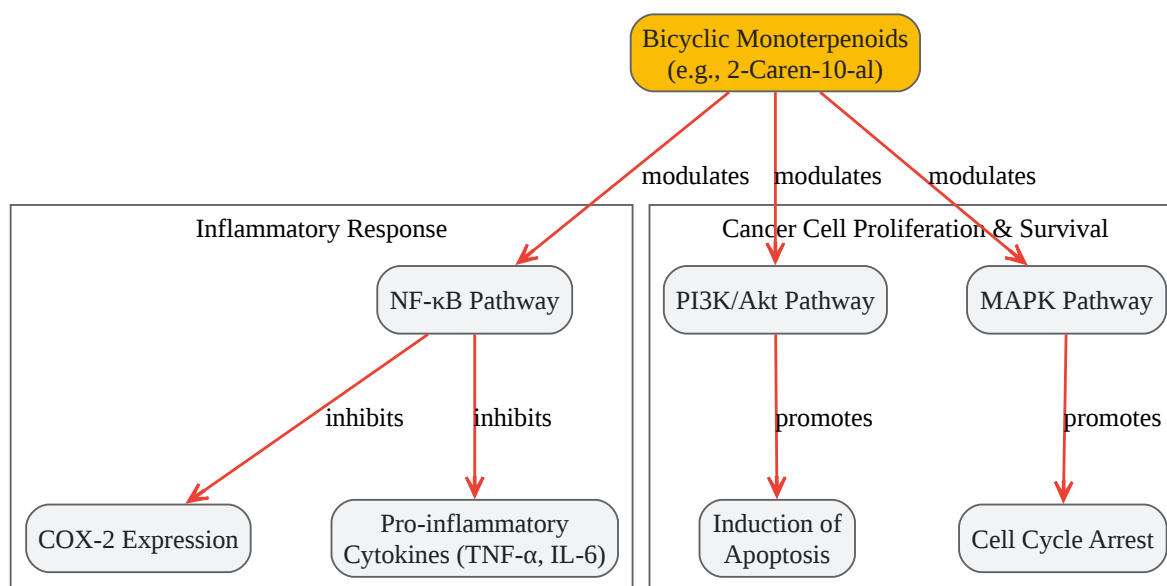 Bicyclic Monoterpenoids
(e.g., 2-Caren-10-al)
modulates
modulates
modulates
Inflammatory Response
Cancer Cell Proliferation & Survival
NF-κB Pathway
PI3K/Akt Pathway
MAPK Pathway
inhibits
inhibits
promotes
promotes
COX-2 Expression
Pro-inflammatory
Cytokines (TNF-α, IL-6)
Induction of
Apoptosis
Cell Cycle Arrest